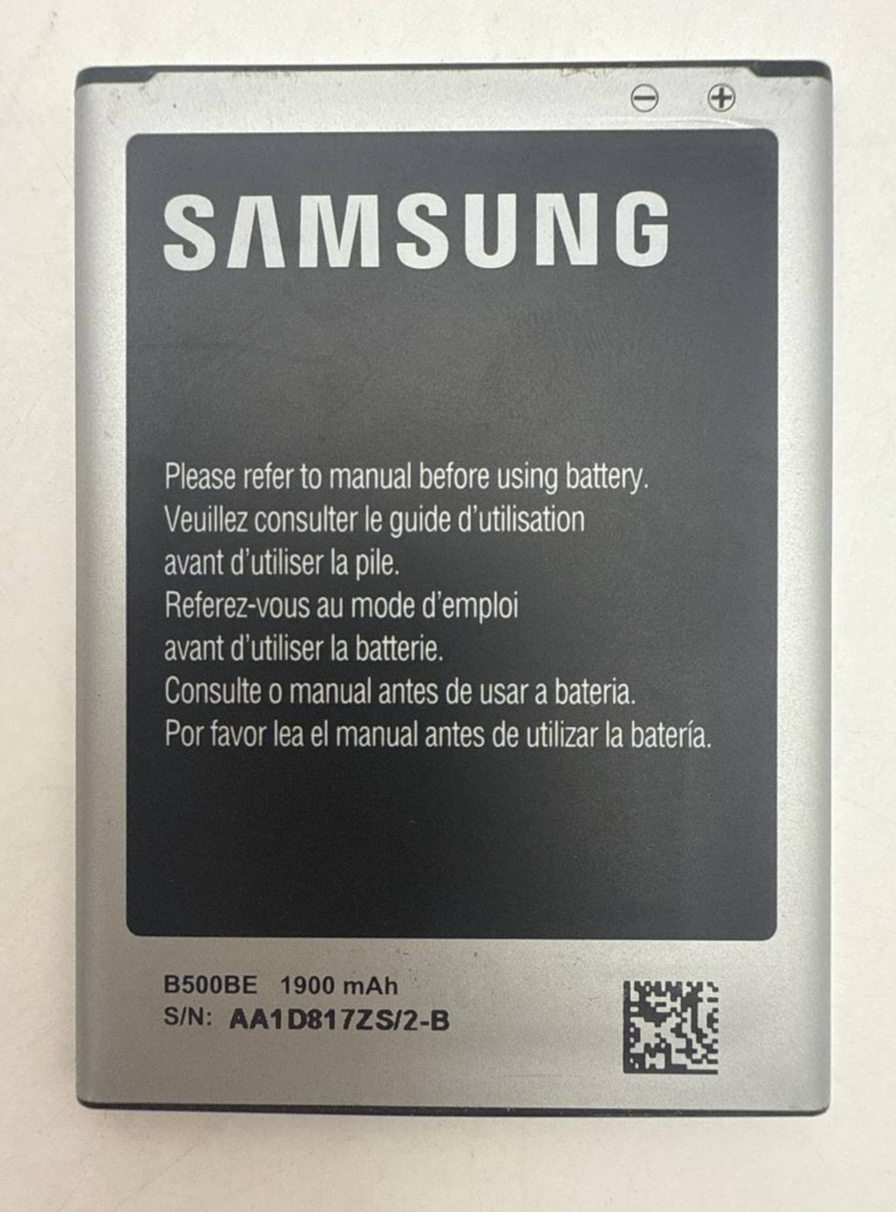 ⊖ ⊕
SAMSUNG
Please refer to manual before using battery.
Veuillez consulter le guide d'utilisation
avant d'utiliser la pile.
Referez-vous au mode d'emploi
avant d'utiliser la batterie.
Consulte o manual antes de usar a bateria.
Por favor lea el manual antes de utilizar la batería.
B500BE 1900 mAh
S/N: AA1D817ZS/2-B